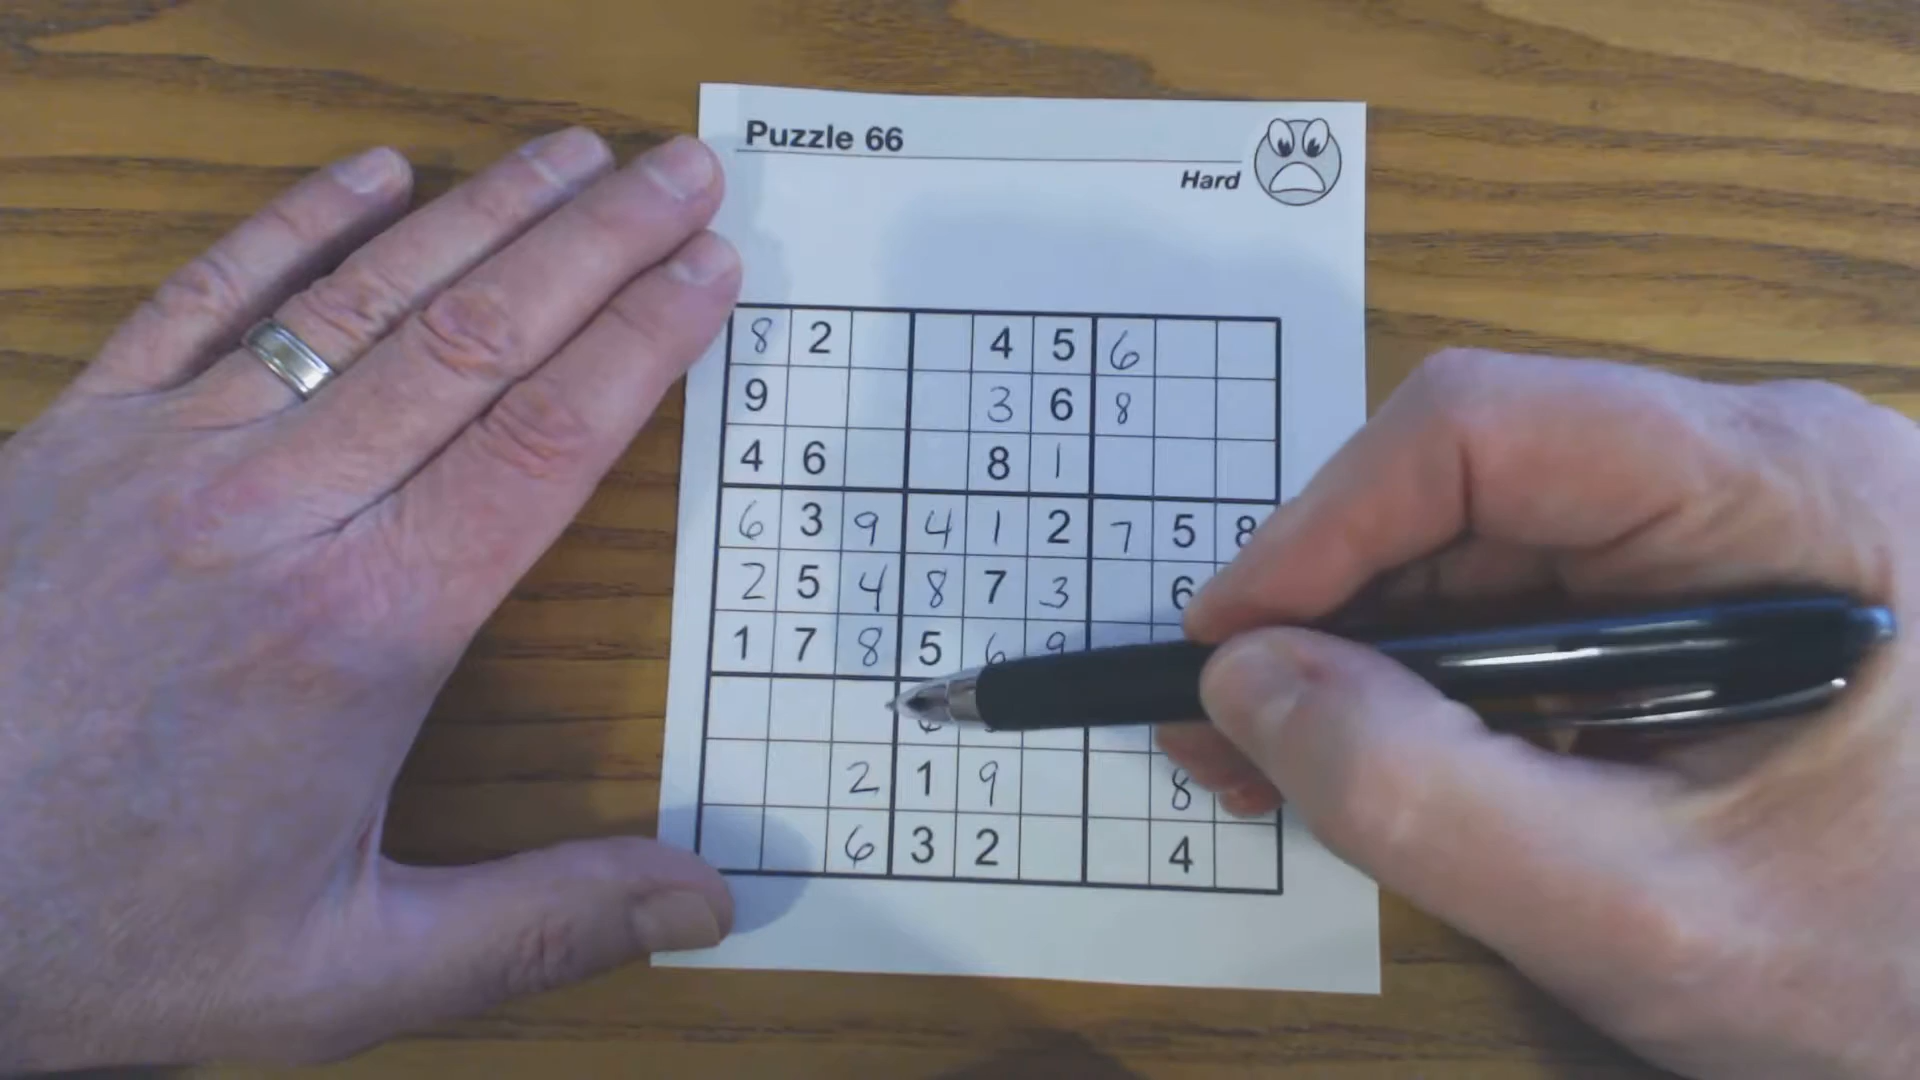 Puzzle 66
Hard
8 2 4 5 6
9 3 6 8
4 6 8 1
6 3 9 4 1 2 7 5 8
2 5 4 8 7 3 6
1 7 8 5 6 9
2 1 9 8
6 3 2 4